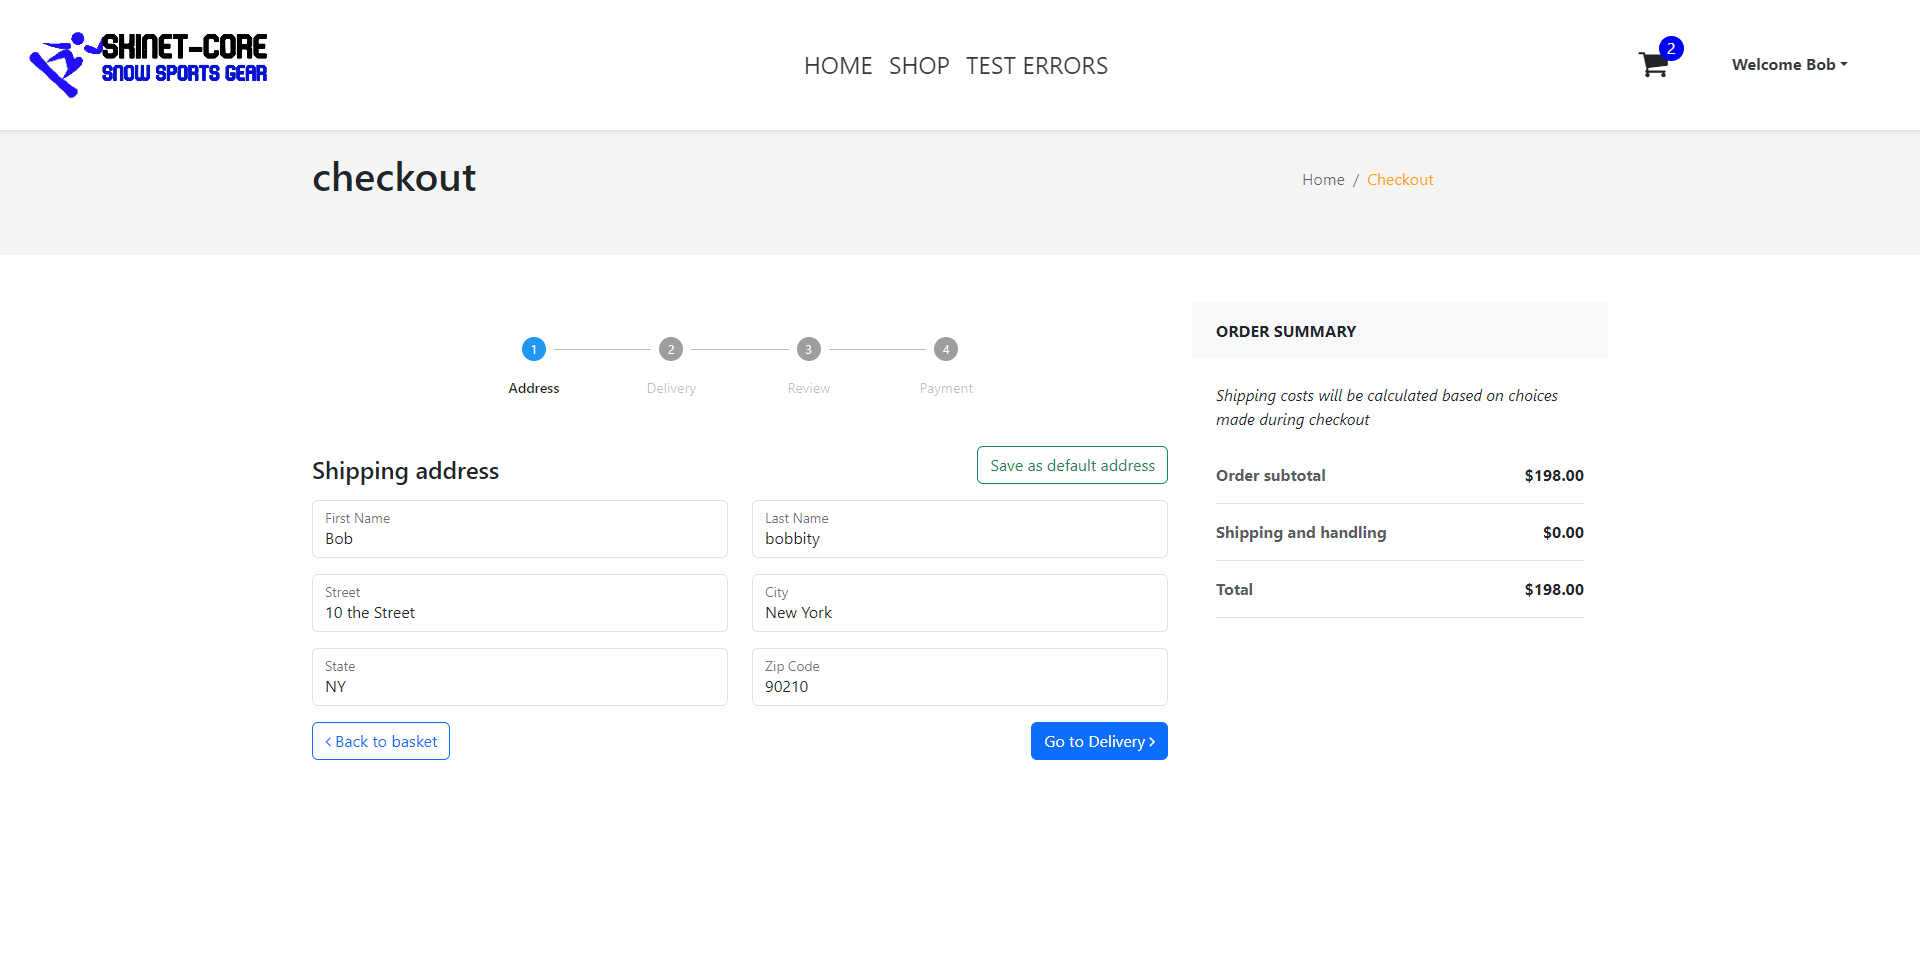 SKINET-CORE
SNOW SPORTS GEAR
HOME SHOP TEST ERRORS
2
Welcome Bob
checkout
Home / Checkout
1 2 3 4
Address Delivery Review Payment
Shipping address
Save as default address
First Name
Bob
Last Name
bobbity
Street
10 the Street
City
New York
State
NY
Zip Code
90210
Back to basket
Go to Delivery
ORDER SUMMARY
Shipping costs will be calculated based on choices
made during checkout
Order subtotal $198.00
Shipping and handling $0.00
Total $198.00